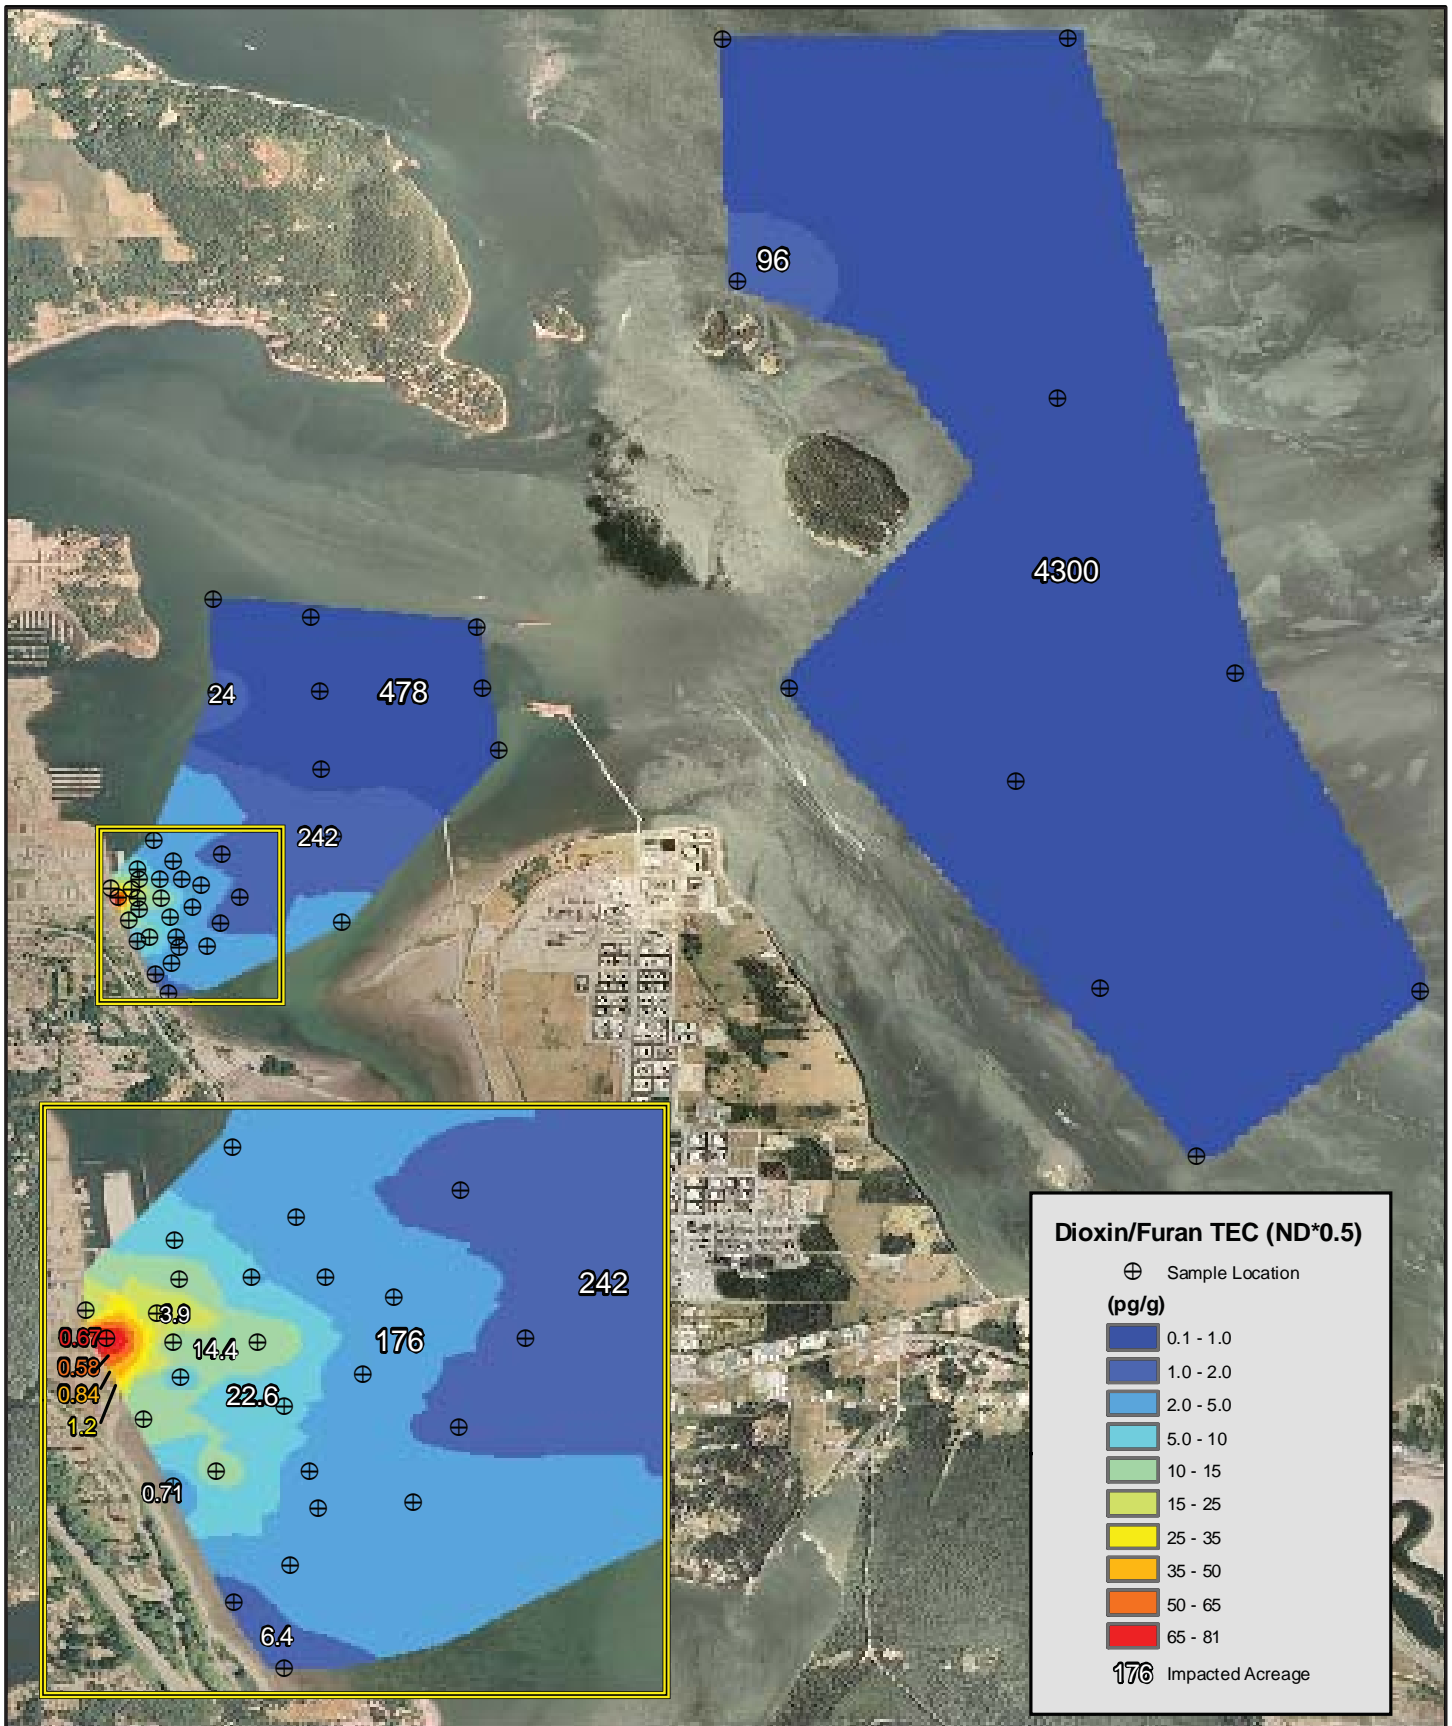 96
4300
24
478
242
242
3.9
0.67
14.4
176
0.58
0.84
22.6
1.2
0.71
6.4
Dioxin/Furan TEC (ND*0.5)
Sample Location
(pg/g)
0.1 - 1.0
1.0 - 2.0
2.0 - 5.0
5.0 - 10
10 - 15
15 - 25
25 - 35
35 - 50
50 - 65
65 - 81
176 Impacted Acreage